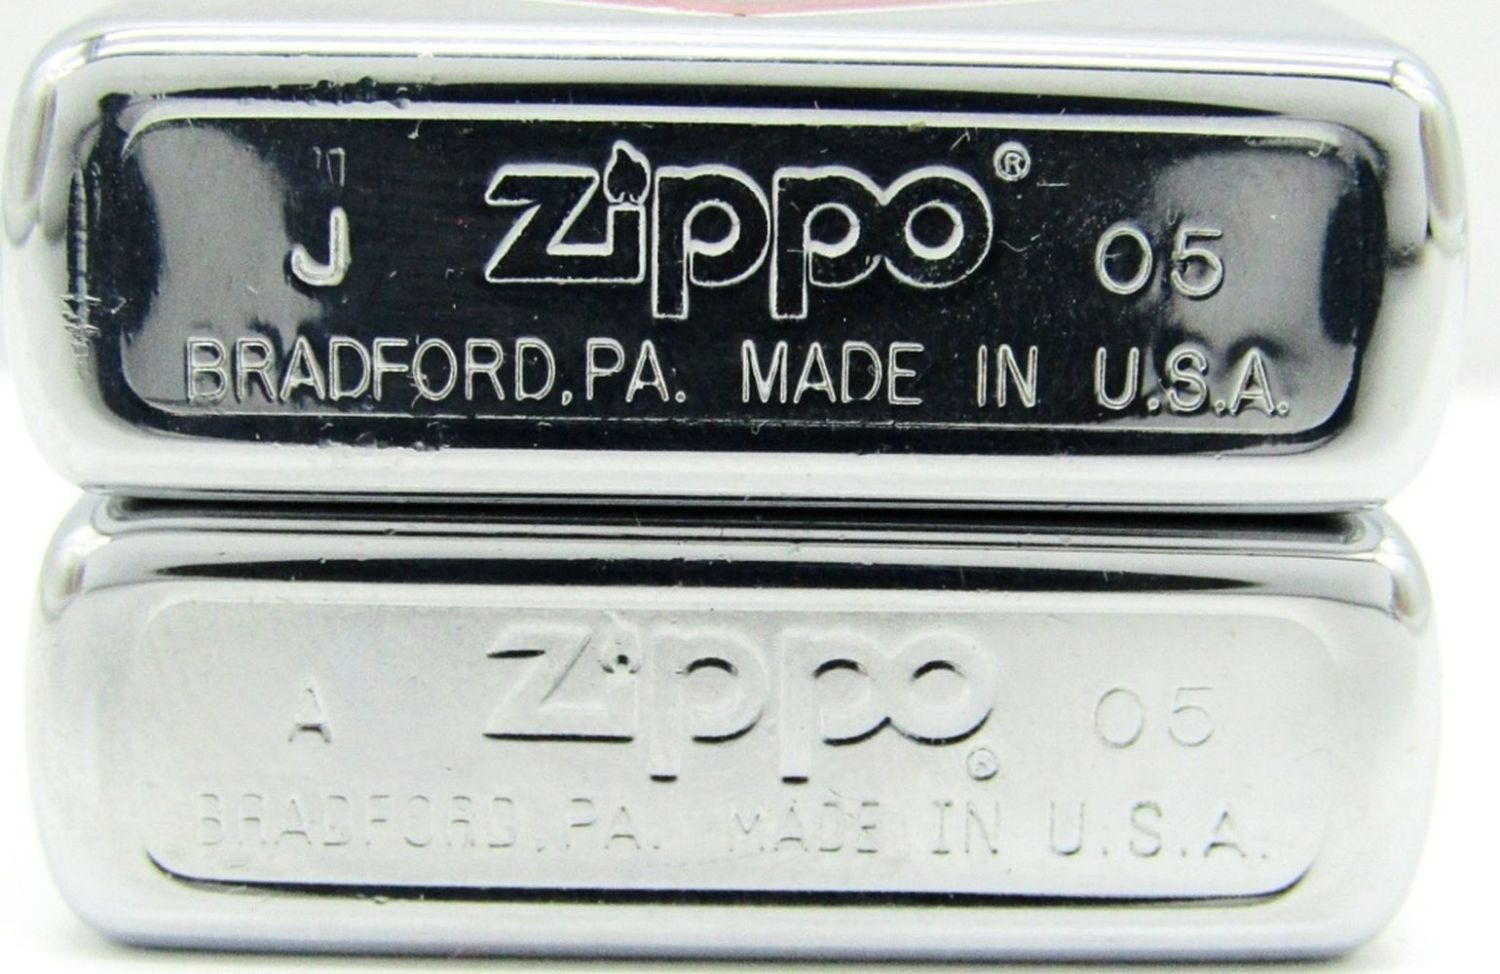 J zippo® 05
BRADFORD, PA. MADE IN U.S.A.
A zippo® 05
BRADFORD, PA. MADE IN U.S.A.